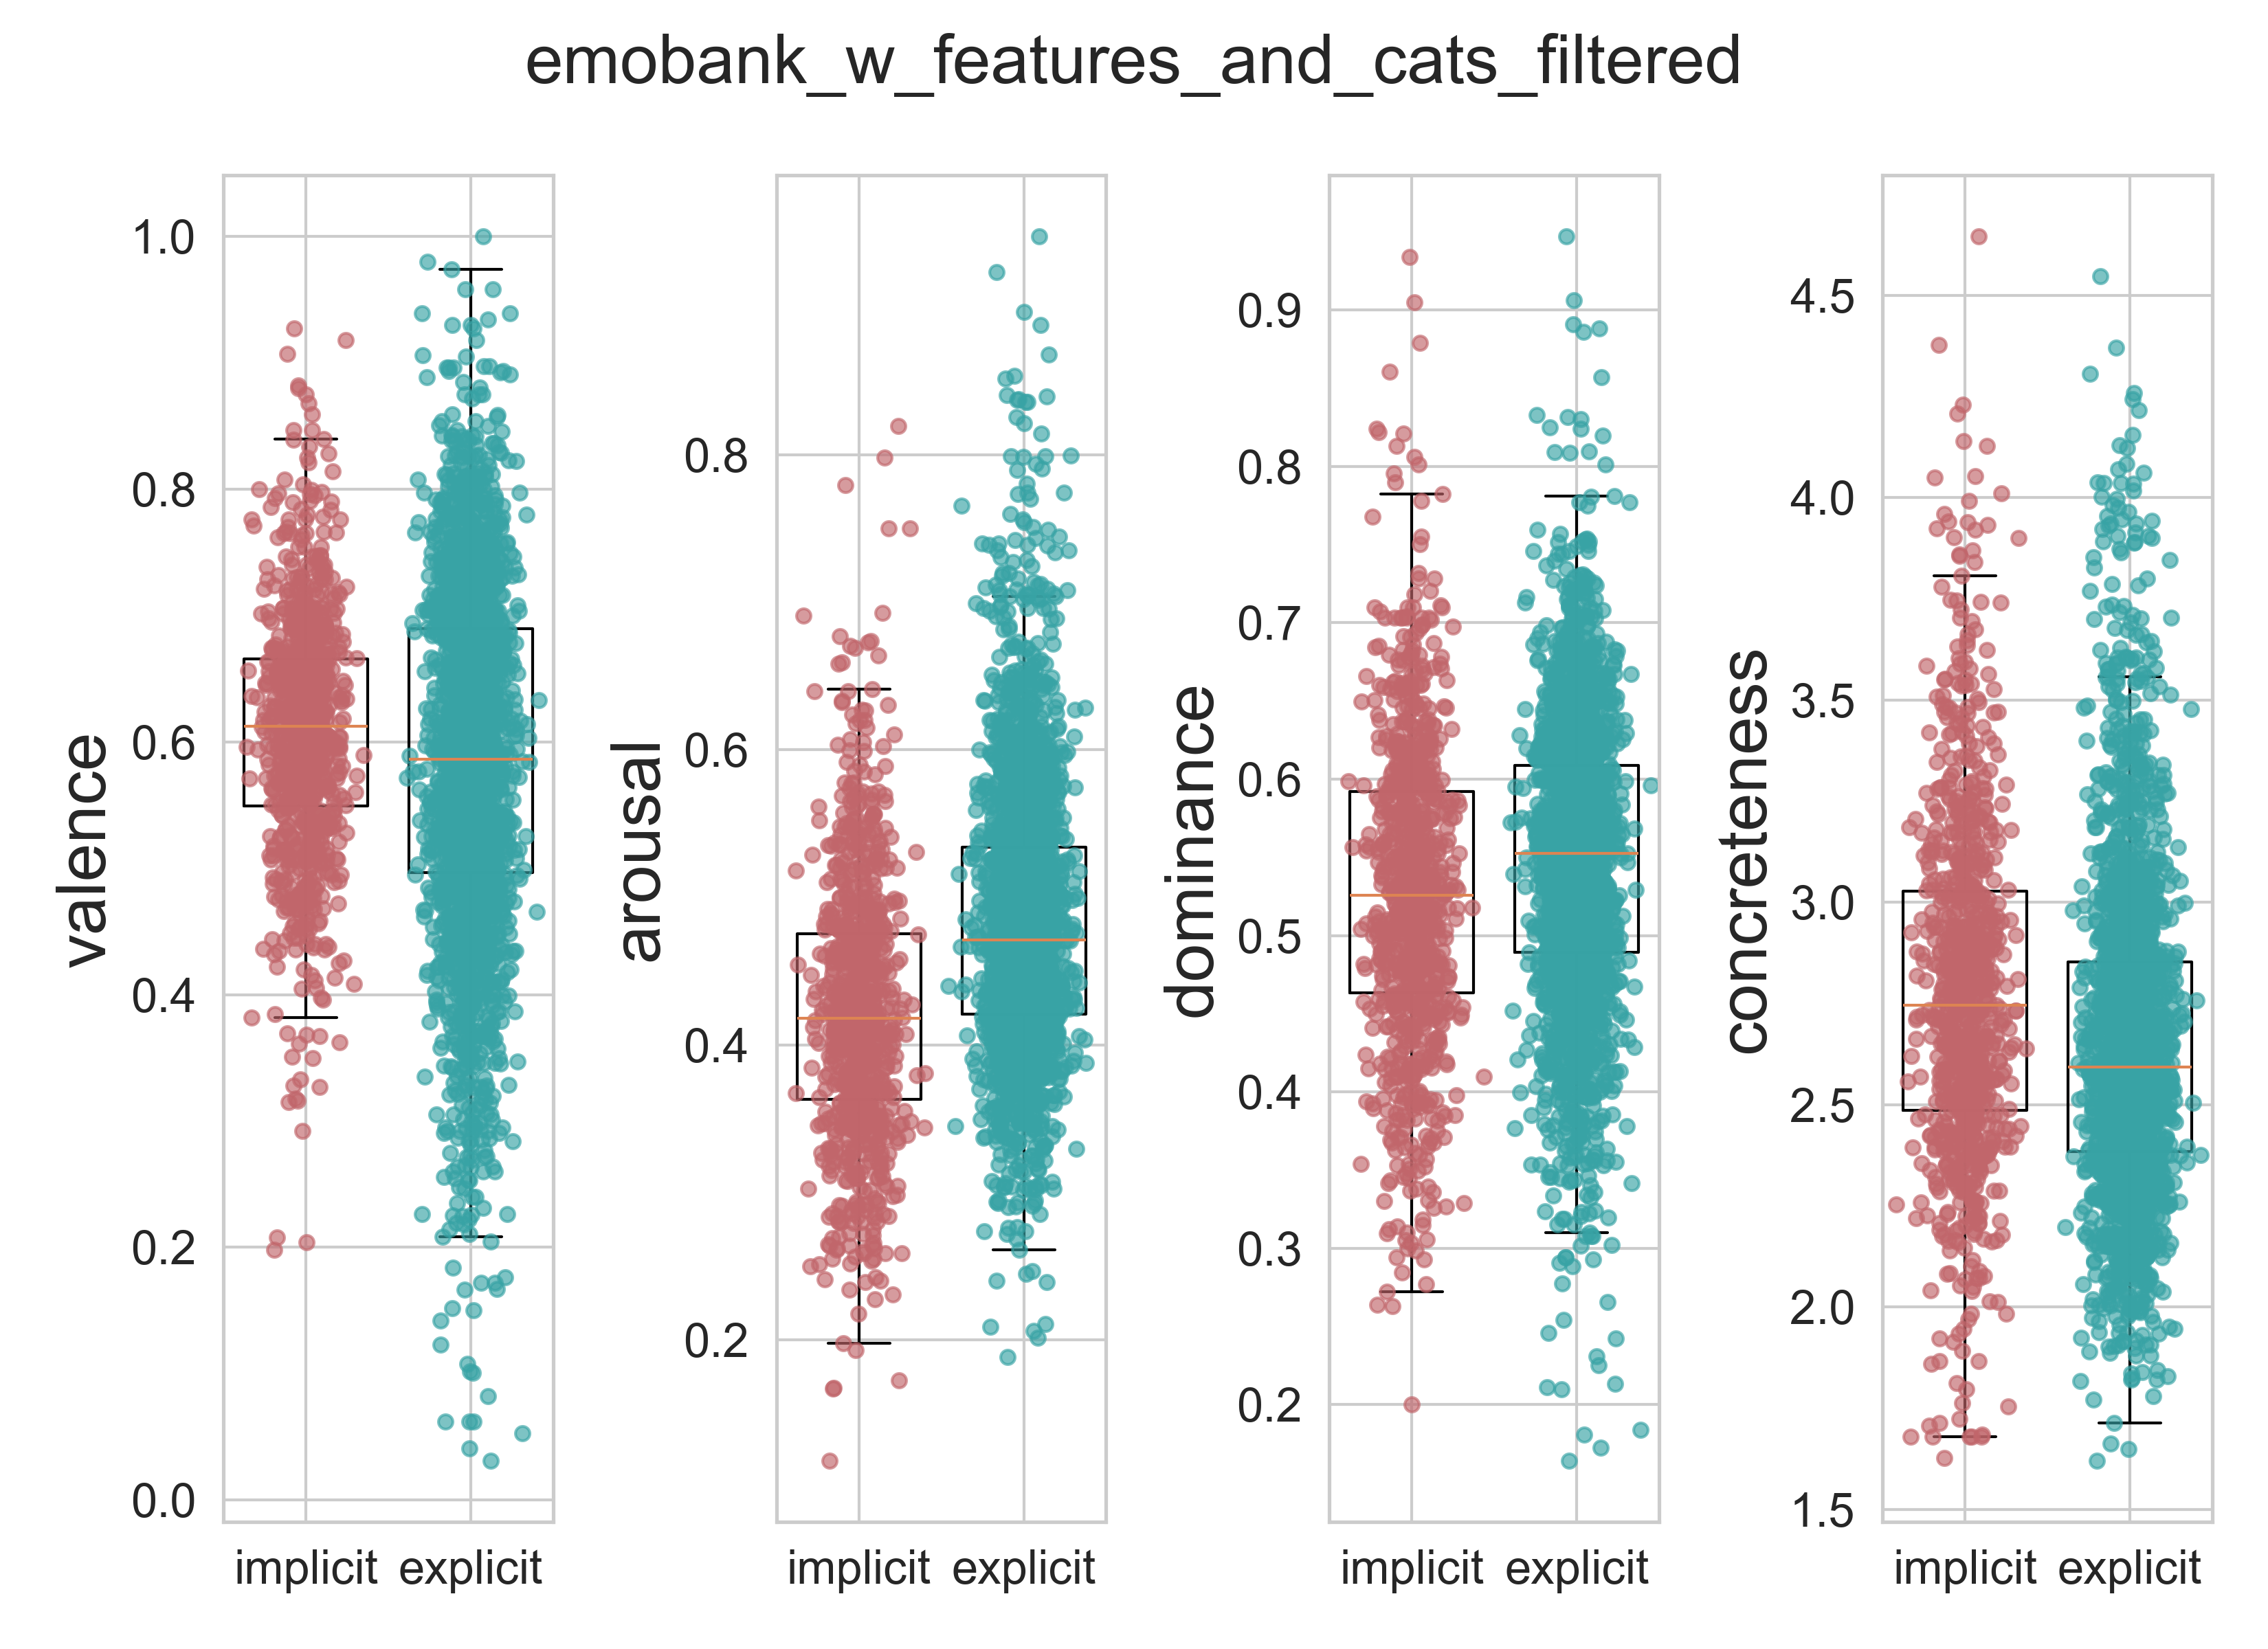 emobank_w_features_and_cats_filtered
valence
1.0
0.8
0.6
0.4
0.2
0.0
implicit explicit
arousal
0.8
0.6
0.4
0.2
implicit explicit
dominance
0.9
0.8
0.7
0.6
0.5
0.4
0.3
0.2
implicit explicit
concreteness
4.5
4.0
3.5
3.0
2.5
2.0
1.5
implicit explicit